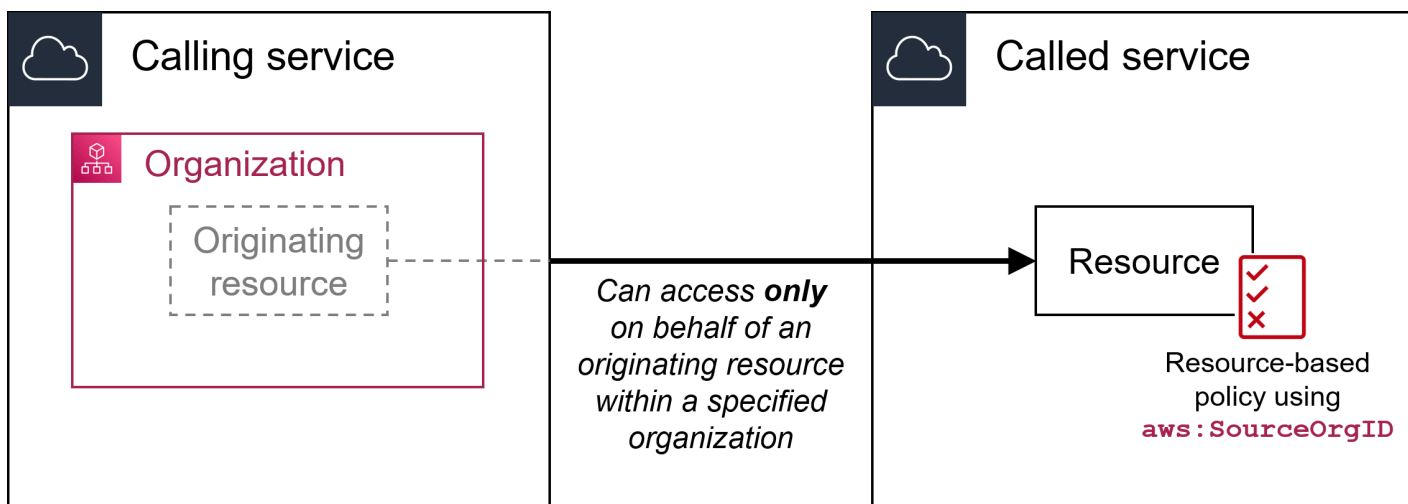 Calling service
Organization
Originating
resource
Can access only
on behalf of an
originating resource
within a specified
organization
Called service
Resource
Resource-based
policy using
aws:SourceOrgID